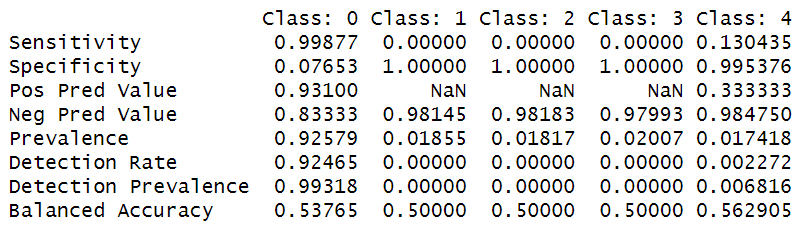 Class: 0 Class: 1 Class: 2 Class: 3 Class: 4
Sensitivity           0.99877  0.00000  0.00000  0.00000 0.130435
Specificity           0.07653  1.00000  1.00000  1.00000 0.995376
Pos Pred Value        0.93100      NaN      NaN      NaN 0.333333
Neg Pred Value        0.83333  0.98145  0.98183  0.97993 0.984750
Prevalence            0.92579  0.01855  0.01817  0.02007 0.017418
Detection Rate        0.92465  0.00000  0.00000  0.00000 0.002272
Detection Prevalence  0.99318  0.00000  0.00000  0.00000 0.006816
Balanced Accuracy     0.53765  0.50000  0.50000  0.50000 0.562905